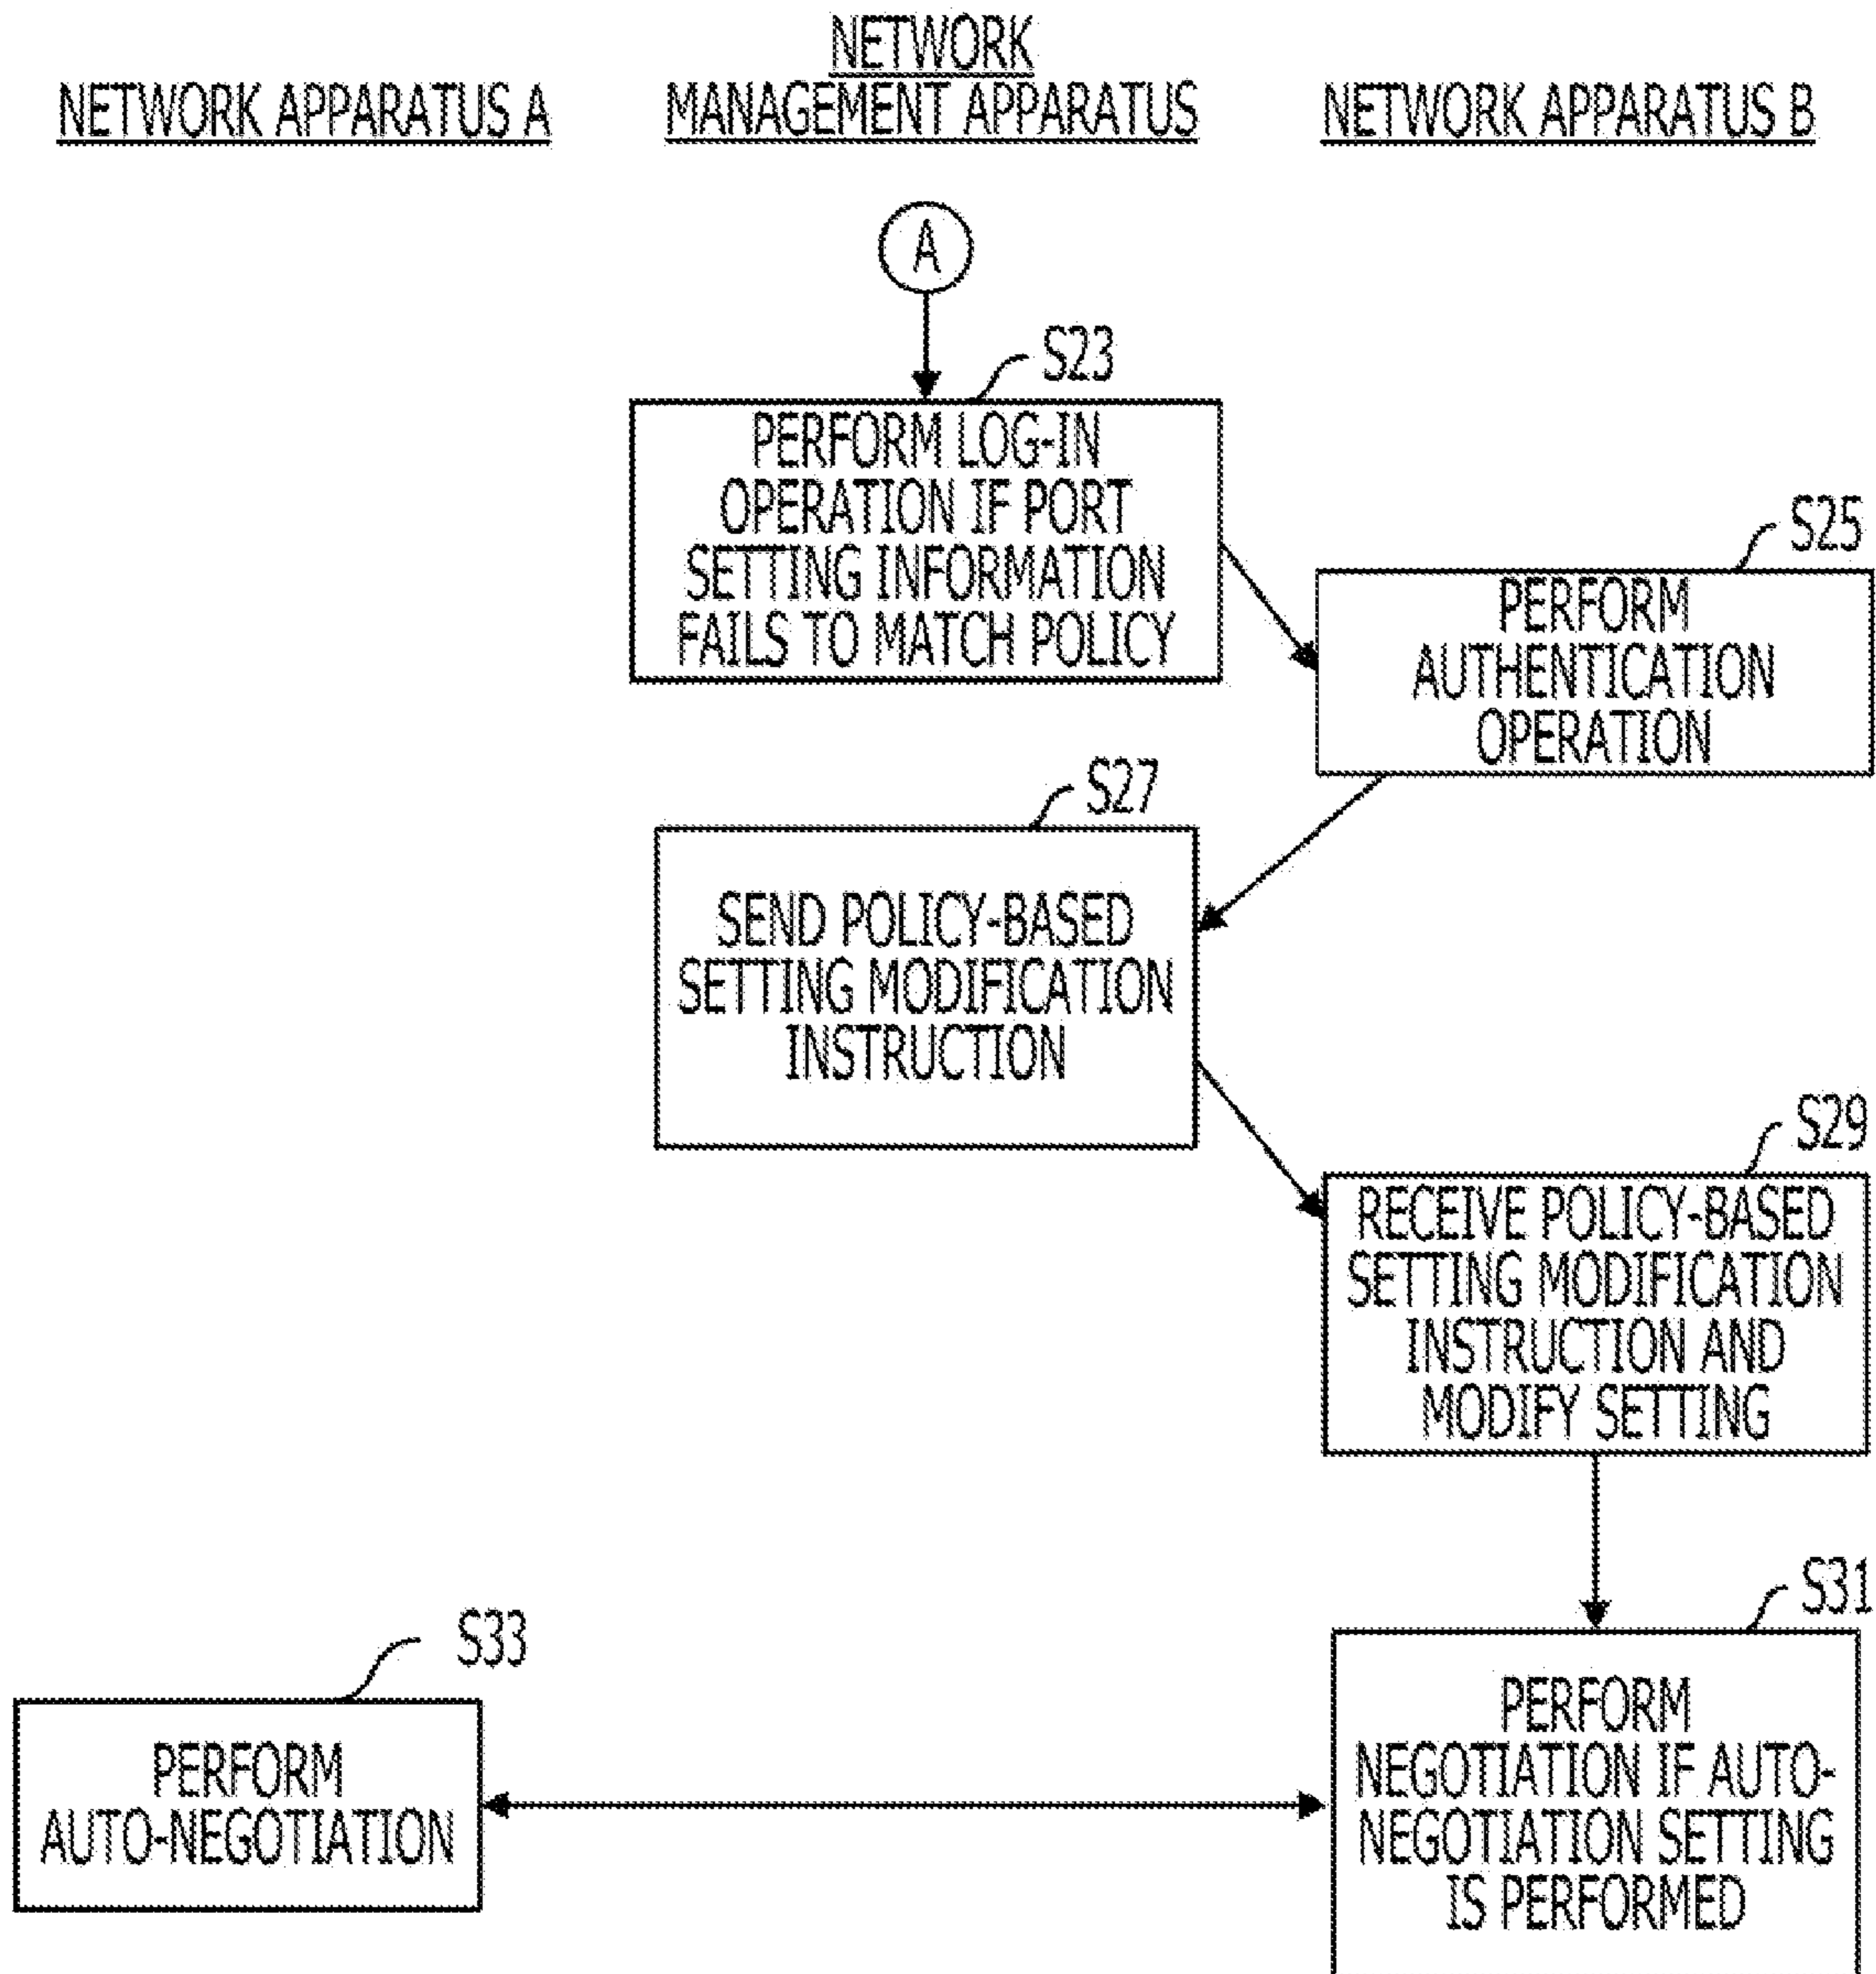 NETWORK APPARATUS A
NETWORK
MANAGEMENT APPARATUS
NETWORK APPARATUS B
A
S23
PERFORM LOG-IN
OPERATION IF PORT
SETTING INFORMATION
FAILS TO MATCH POLICY
S25
PERFORM
AUTHENTICATION
OPERATION
S27
SEND POLICY-BASED
SETTING MODIFICATION
INSTRUCTION
S29
RECEIVE POLICY-BASED
SETTING MODIFICATION
INSTRUCTION AND
MODIFY SETTING
S31
PERFORM
NEGOTIATION IF AUTO-
NEGOTIATION SETTING
IS PERFORMED
S33
PERFORM
AUTO-NEGOTIATION